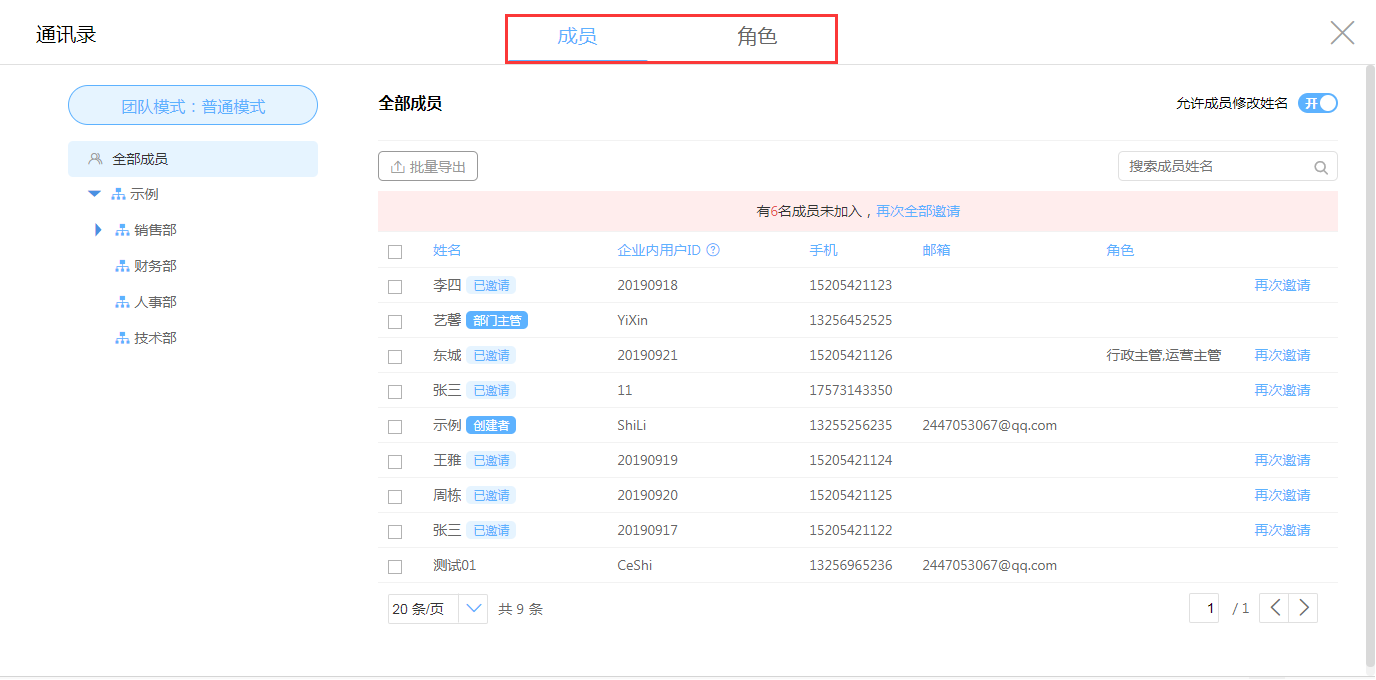 通讯录
成员 角色
团队模式：普通模式
全部成员
示例
销售部
财务部
人事部
技术部
全部成员
允许成员修改姓名 开
批量导出
搜索成员姓名
有6名成员未加入，再次全部邀请
姓名 企业内用户ID ? 手机 邮箱 角色
李四 已邀请 20190918 15205421123 再次邀请
艺馨 部门主管 YiXin 13256452525
东城 已邀请 20190921 15205421126 行政主管,运营主管 再次邀请
张三 已邀请 11 17573143350 再次邀请
示例 创建者 ShiLi 13255256235 2447053067@qq.com
王雅 已邀请 20190919 15205421124 再次邀请
周栋 已邀请 20190920 15205421125 再次邀请
张三 已邀请 20190917 15205421122 再次邀请
测试01 CeShi 13256965236 2447053067@qq.com
20 条/页 共 9 条
1 / 1